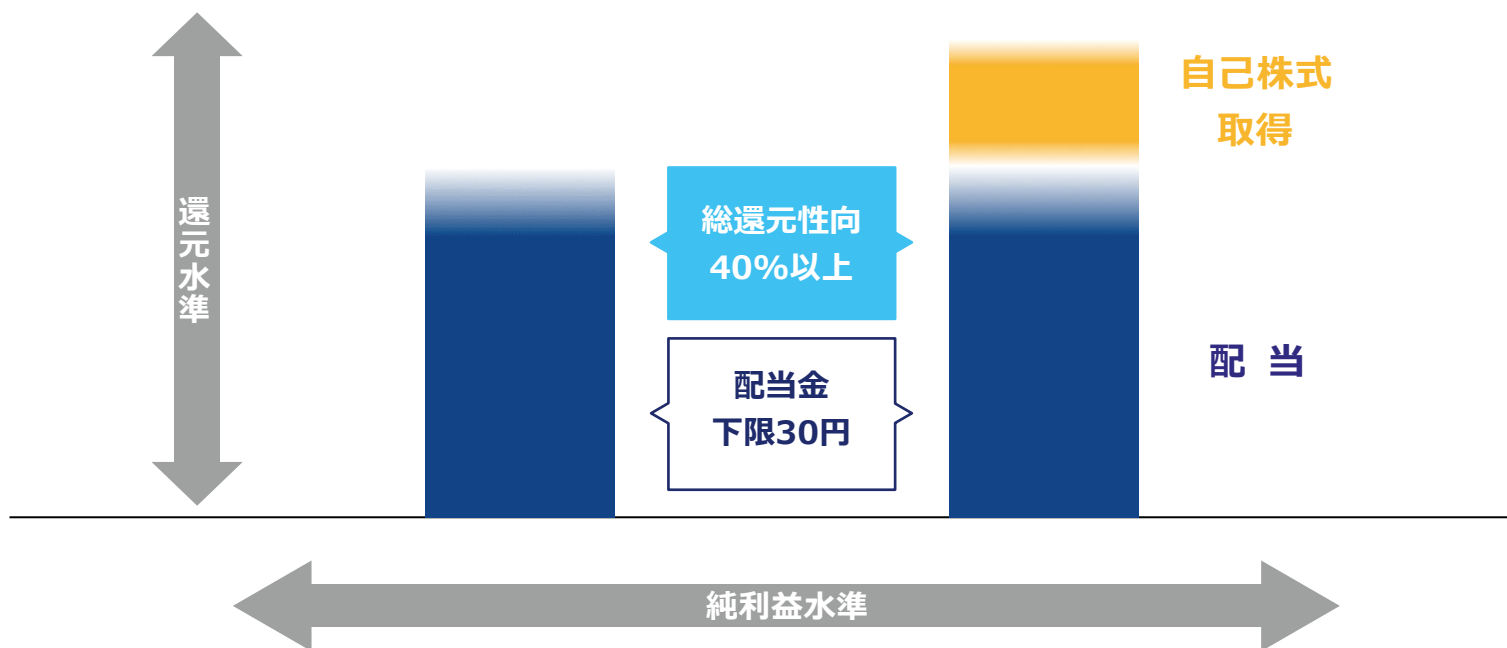 還元水準
自己株式
取得
総還元性向
40%以上
配当金
下限30円
配 当
純利益水準